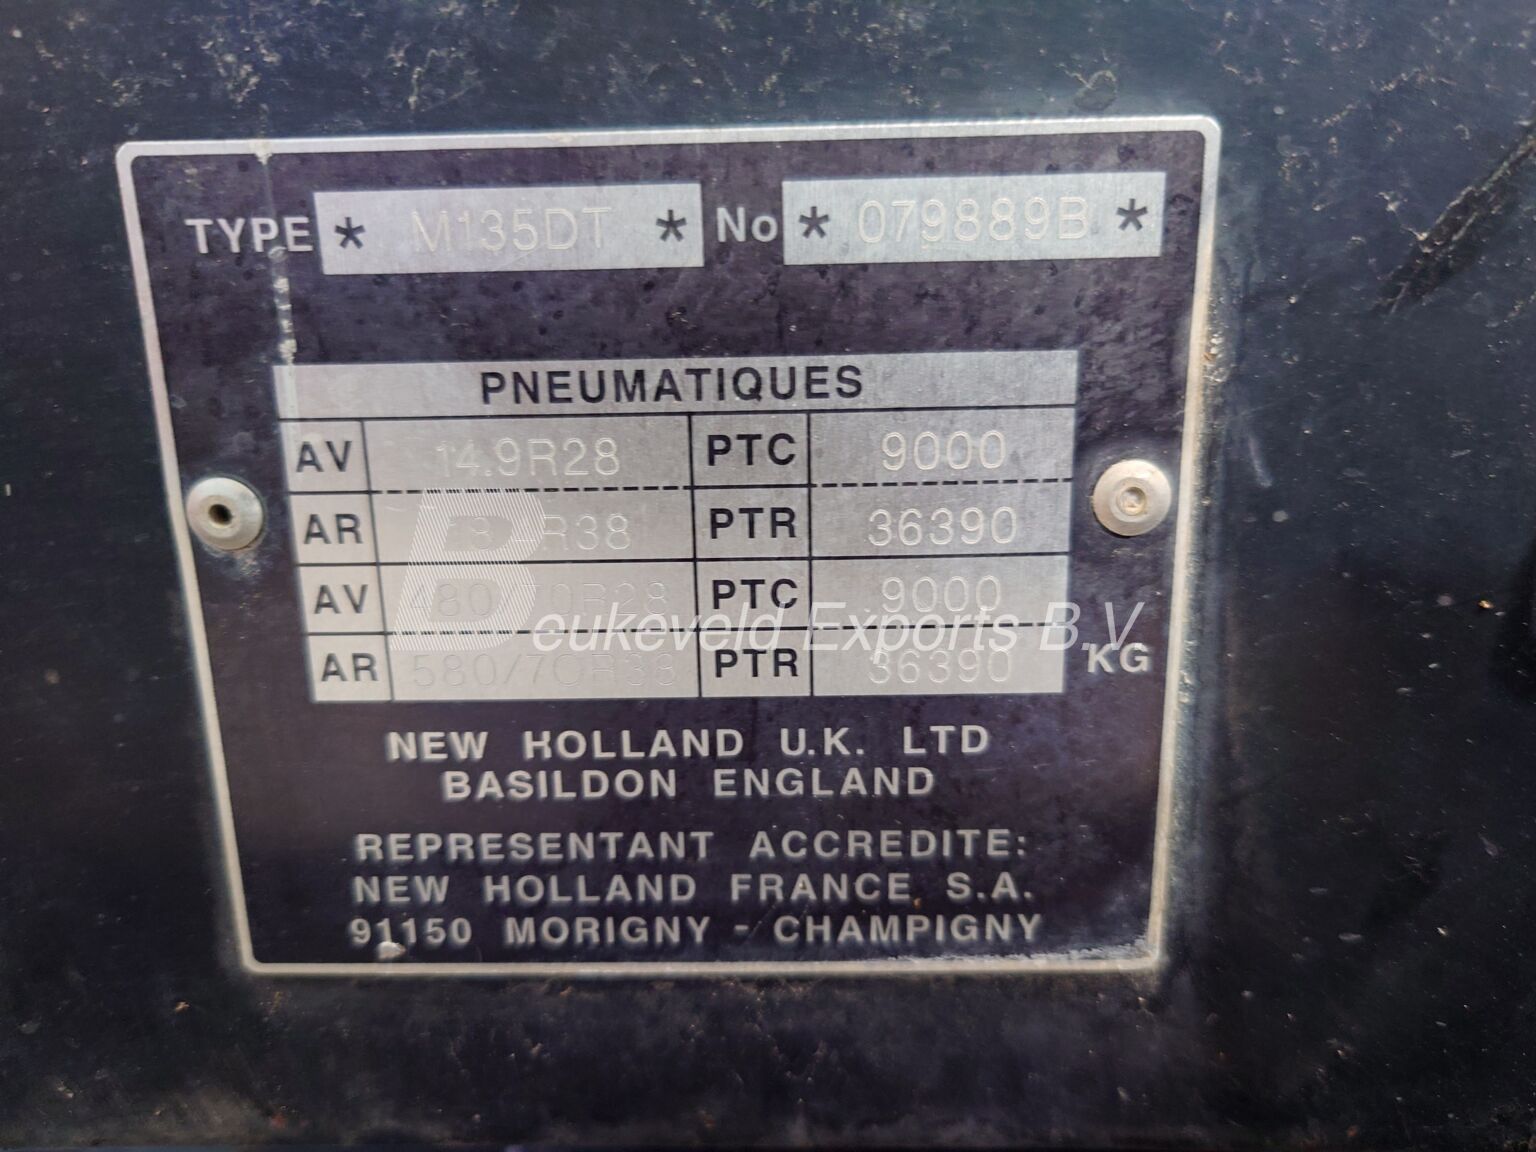 TYPE * M135DT * No * 079889B *
PNEUMATIQUES
AV 14.9R28 PTC 9000
AR R38 PTR 36390
AV 480/70R28 PTC 9000
AR 580/70R38 PTR 36390 KG
Beukeveld Exports B.V
NEW HOLLAND U.K. LTD
BASILDON ENGLAND
REPRESENTANT ACCREDITE:
NEW HOLLAND FRANCE S.A.
91150 MORIGNY - CHAMPIGNY